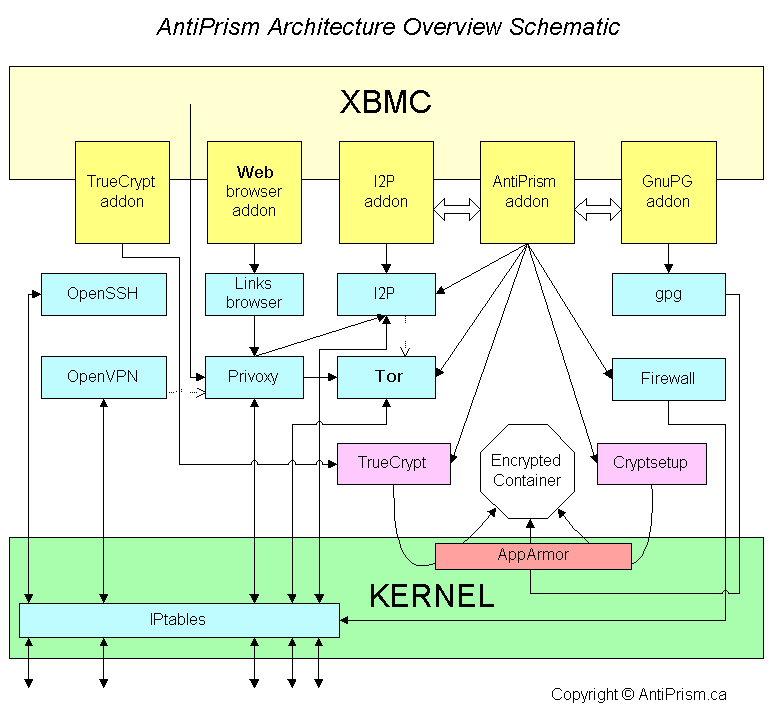 AntiPrism Architecture Overview Schematic
XBMC
TrueCrypt
addon
Web
browser
addon
I2P
addon
AntiPrism
addon
GnuPG
addon
OpenSSH
Links
browser
I2P
gpg
OpenVPN
Privoxy
Tor
Firewall
TrueCrypt
Encrypted
Container
Cryptsetup
AppArmor
KERNEL
IPtables
Copyright © AntiPrism.ca